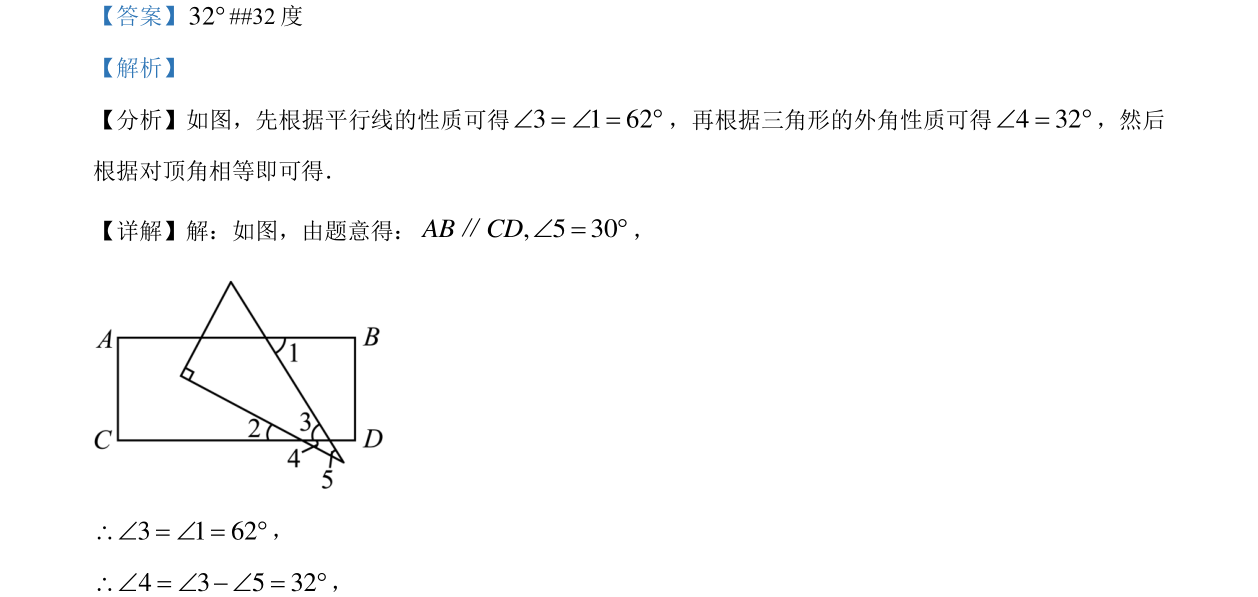 【答案】32°##32 度
【解析】
【分析】如图，先根据平行线的性质可得∠3 = ∠1 = 62°，再根据三角形的外角性质可得∠4 = 32°，然后
根据对顶角相等即可得．
【详解】解：如图，由题意得： AB // CD,∠5 = 30°，
A
B
1
2
3
C
D
4
5
∴∠3 = ∠1 = 62°，
∴∠4 = ∠3 − ∠5 = 32°，